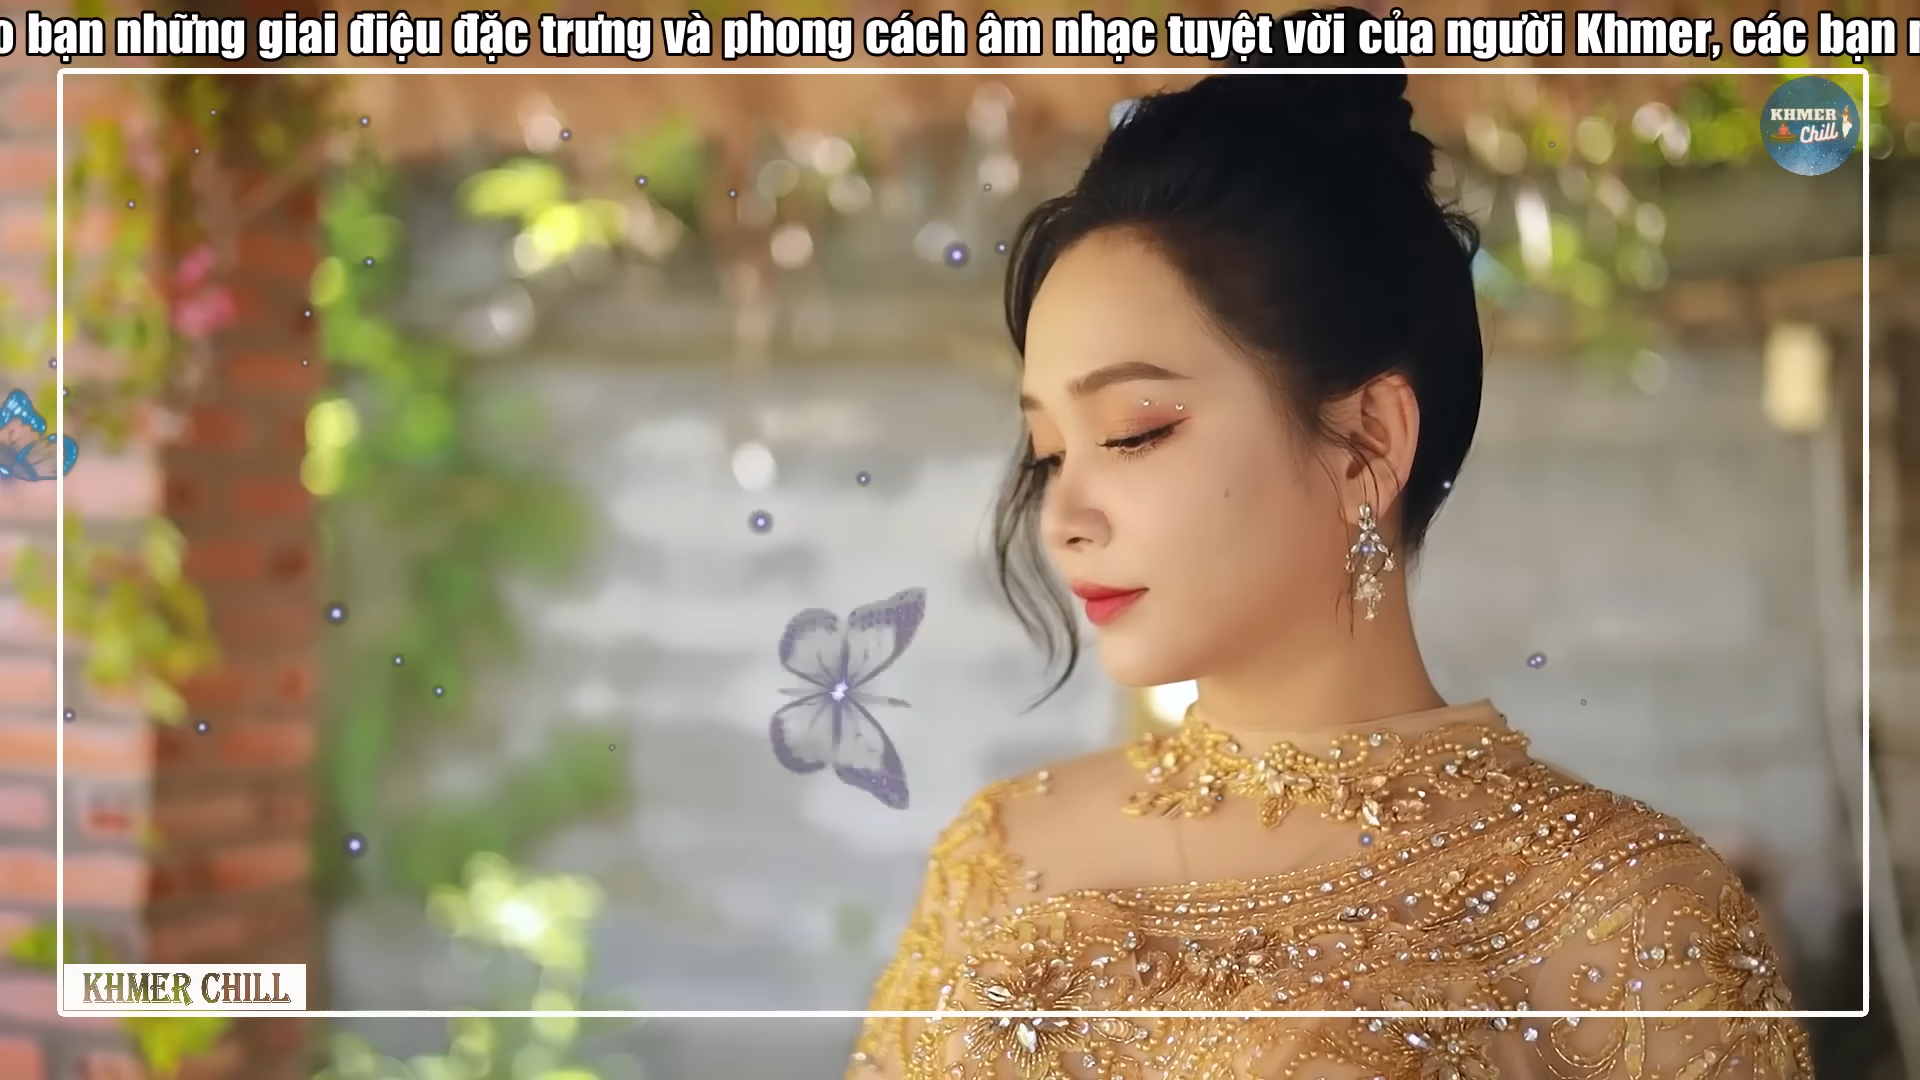 bạn những giai điệu đặc trưng và phong cách âm nhạc tuyệt vời của người Khmer, các bạn
KHMER
Chill
KHMER CHILL